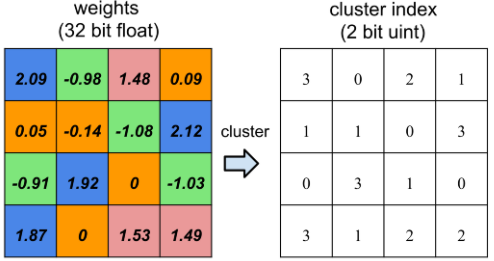 weights
(32 bit float)
cluster index
(2 bit uint)
2.09 -0.98 1.48 0.09
3 0 2 1
0.05 -0.14 -1.08 2.12
cluster
1 1 0 3
-0.91 1.92 0 -1.03
0 3 1 0
1.87 0 1.53 1.49
3 1 2 2